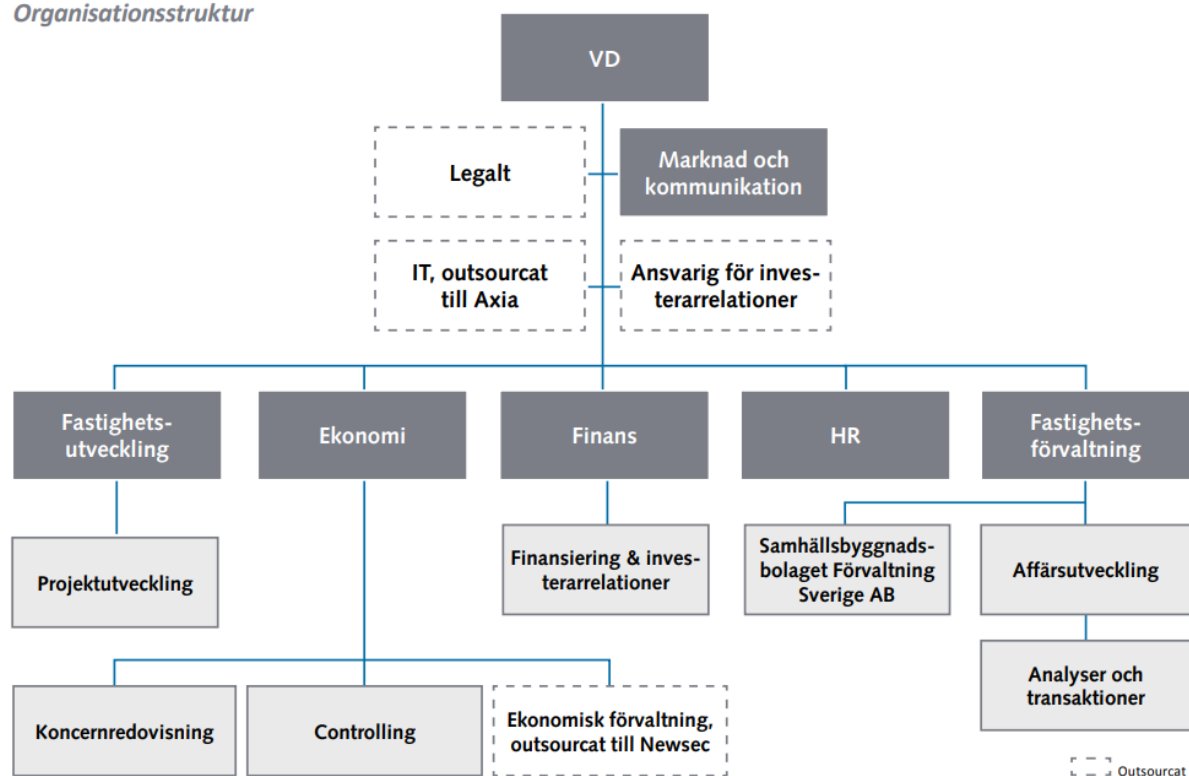 Organisationsstruktur
VD
Legalt
Marknad och
kommunikation
IT, outsourcat
till Axia
Ansvarig för inves-
terarrelationer
Fastighets-
utveckling
Ekonomi
Finans
HR
Fastighets-
förvaltning
Projektutveckling
Finansiering & inves-
terarrelationer
Samhällsbyggnads-
bolaget Förvaltning
Sverige AB
Affärsutveckling
Analyser och
transaktioner
Koncernredovisning
Controlling
Ekonomisk förvaltning,
outsourcat till Newsec
Outsourcat